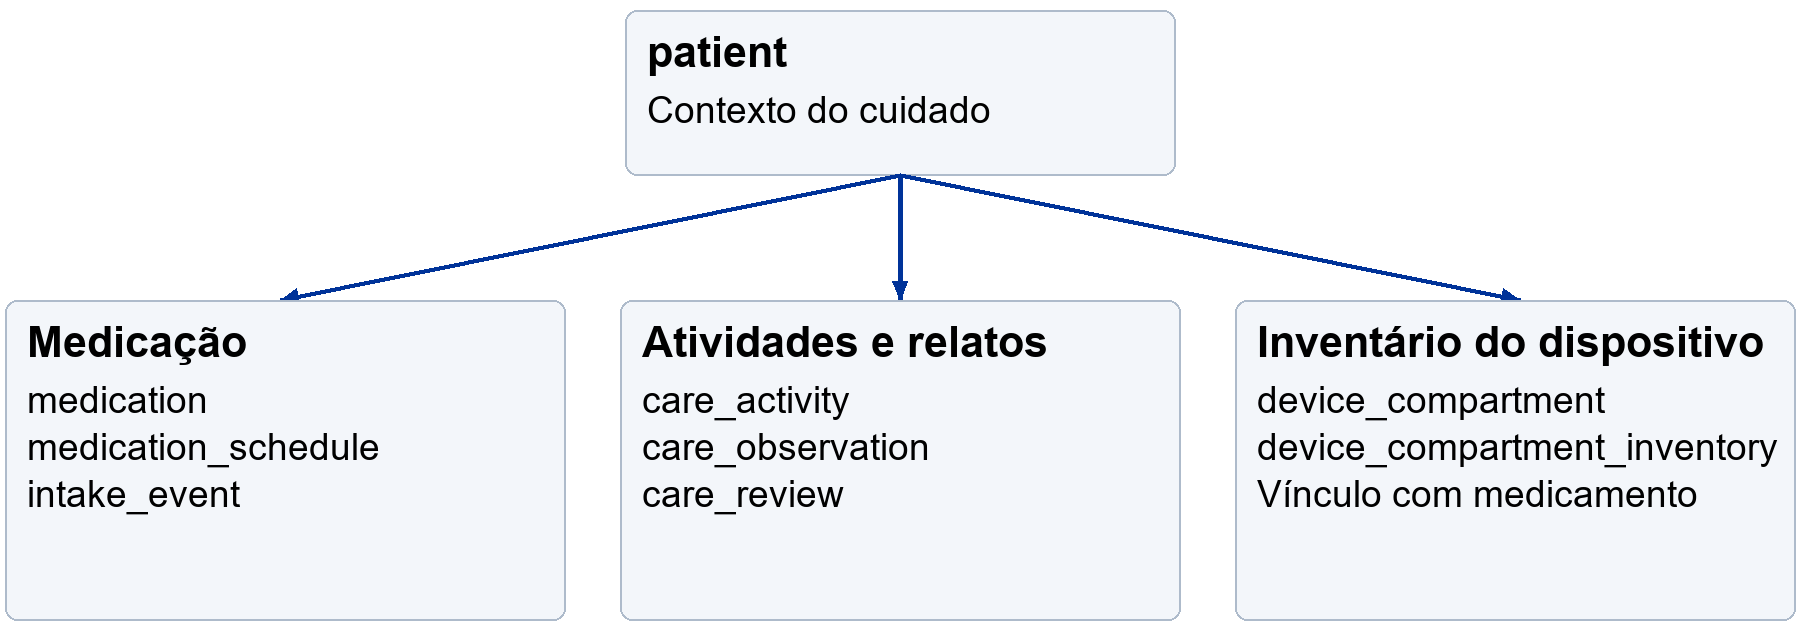 patient
Contexto do cuidado
Medicação
medication
medication_schedule
intake_event
Atividades e relatos
care_activity
care_observation
care_review
Inventário do dispositivo
device_compartment
device_compartment_inventory
Vínculo com medicamento